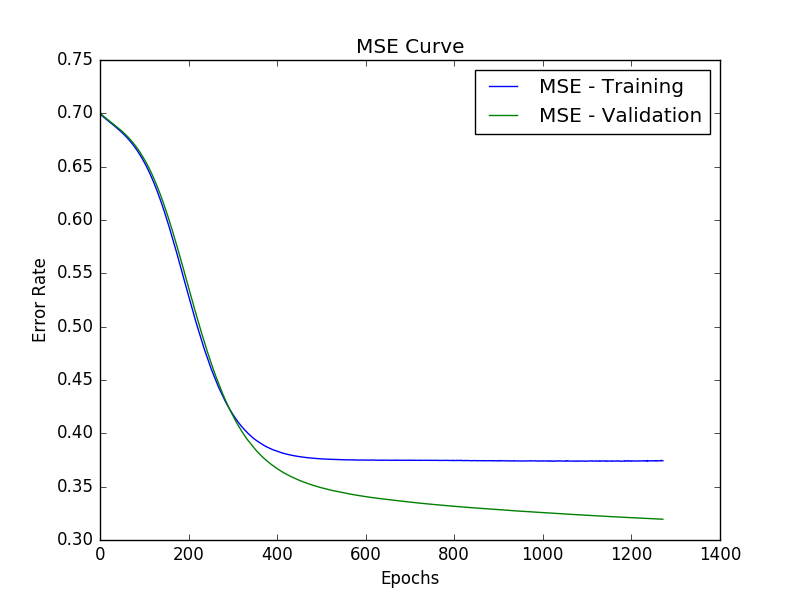 MSE Curve
0.75
0.70
0.65
0.60
0.55
0.50
0.45
0.40
0.35
0.30
Error Rate
MSE - Training
MSE - Validation
0 200 400 600 800 1000 1200 1400
Epochs